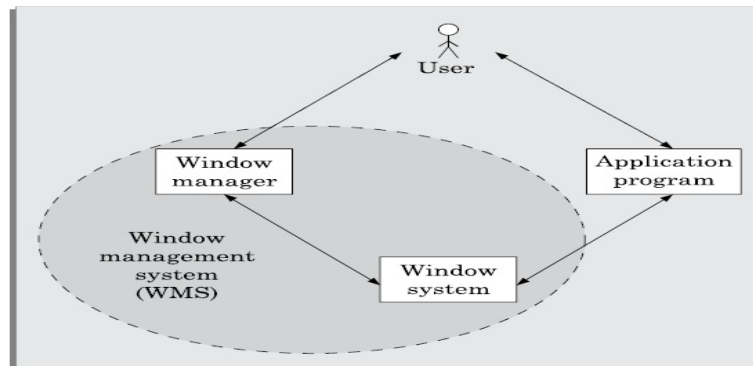 User
Window
manager
Application
program
Window
management
system
(WMS)
Window
system